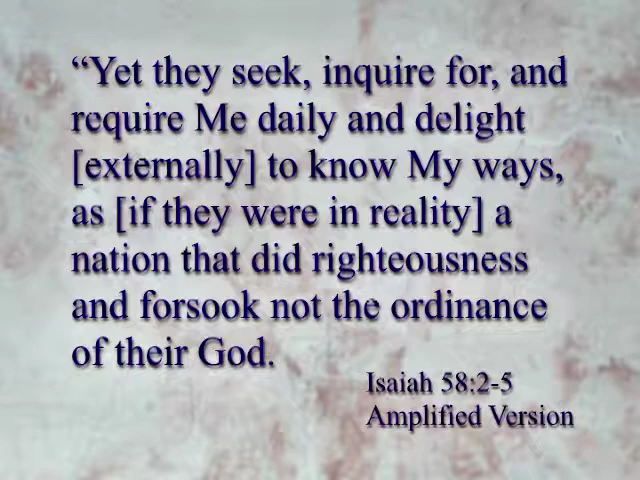 “Yet they seek, inquire for, and
require Me daily and delight
[externally] to know My ways,
as [if they were in reality] a
nation that did righteousness
and forsook not the ordinance
of their God.
Isaiah 58:2-5
Amplified Version